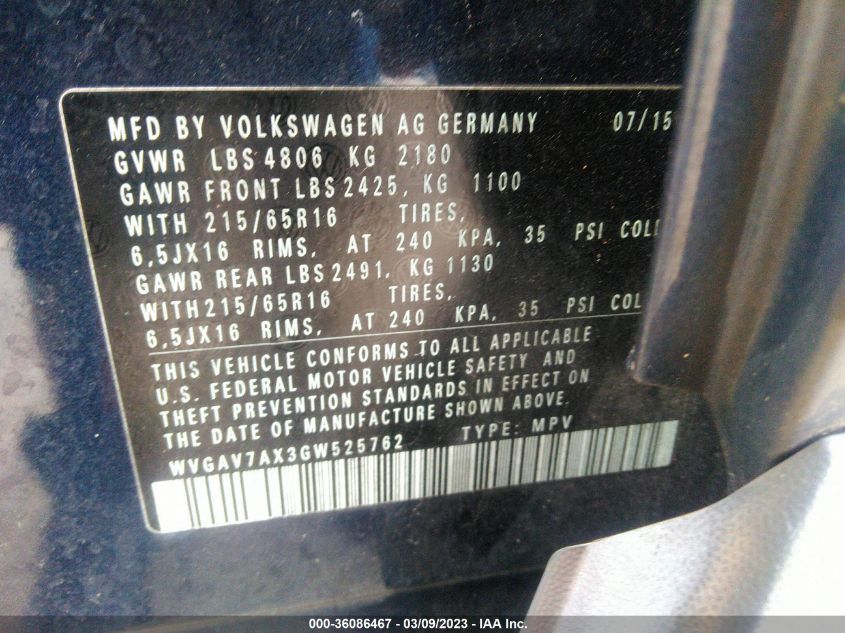 MFD BY VOLKSWAGEN AG GERMANY 07/15
GVWR LBS 4806 KG 2180
GAWR FRONT LBS 2425, KG 1100
WITH 215/65R16 TIRES,
6,5JX16 RIMS, AT 240 KPA, 35 PSI COL
GAWR REAR LBS 2491, KG 1130
WITH 215/65R16 TIRES,
6,5JX16 RIMS, AT 240 KPA, 35 PSI COL
THIS VEHICLE CONFORMS TO ALL APPLICABLE
U.S. FEDERAL MOTOR VEHICLE SAFETY AND
THEFT PREVENTION STANDARDS IN EFFECT ON
THE DATE OF MANUFACTURE SHOWN ABOVE.
WVGAV7AX3GW525762 TYPE: MPV
000-36086467 — 03/09/2023 — IAA Inc.